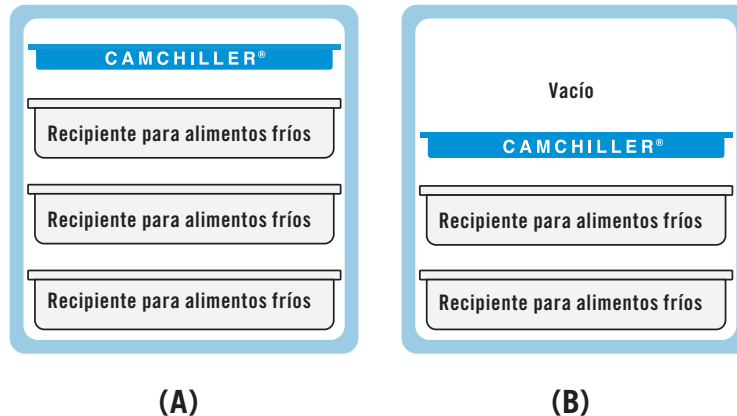 CAMCHILLER®
Recipiente para alimentos fríos
Recipiente para alimentos fríos
Recipiente para alimentos fríos
(A)
Vacío
CAMCHILLER®
Recipiente para alimentos fríos
Recipiente para alimentos fríos
(B)